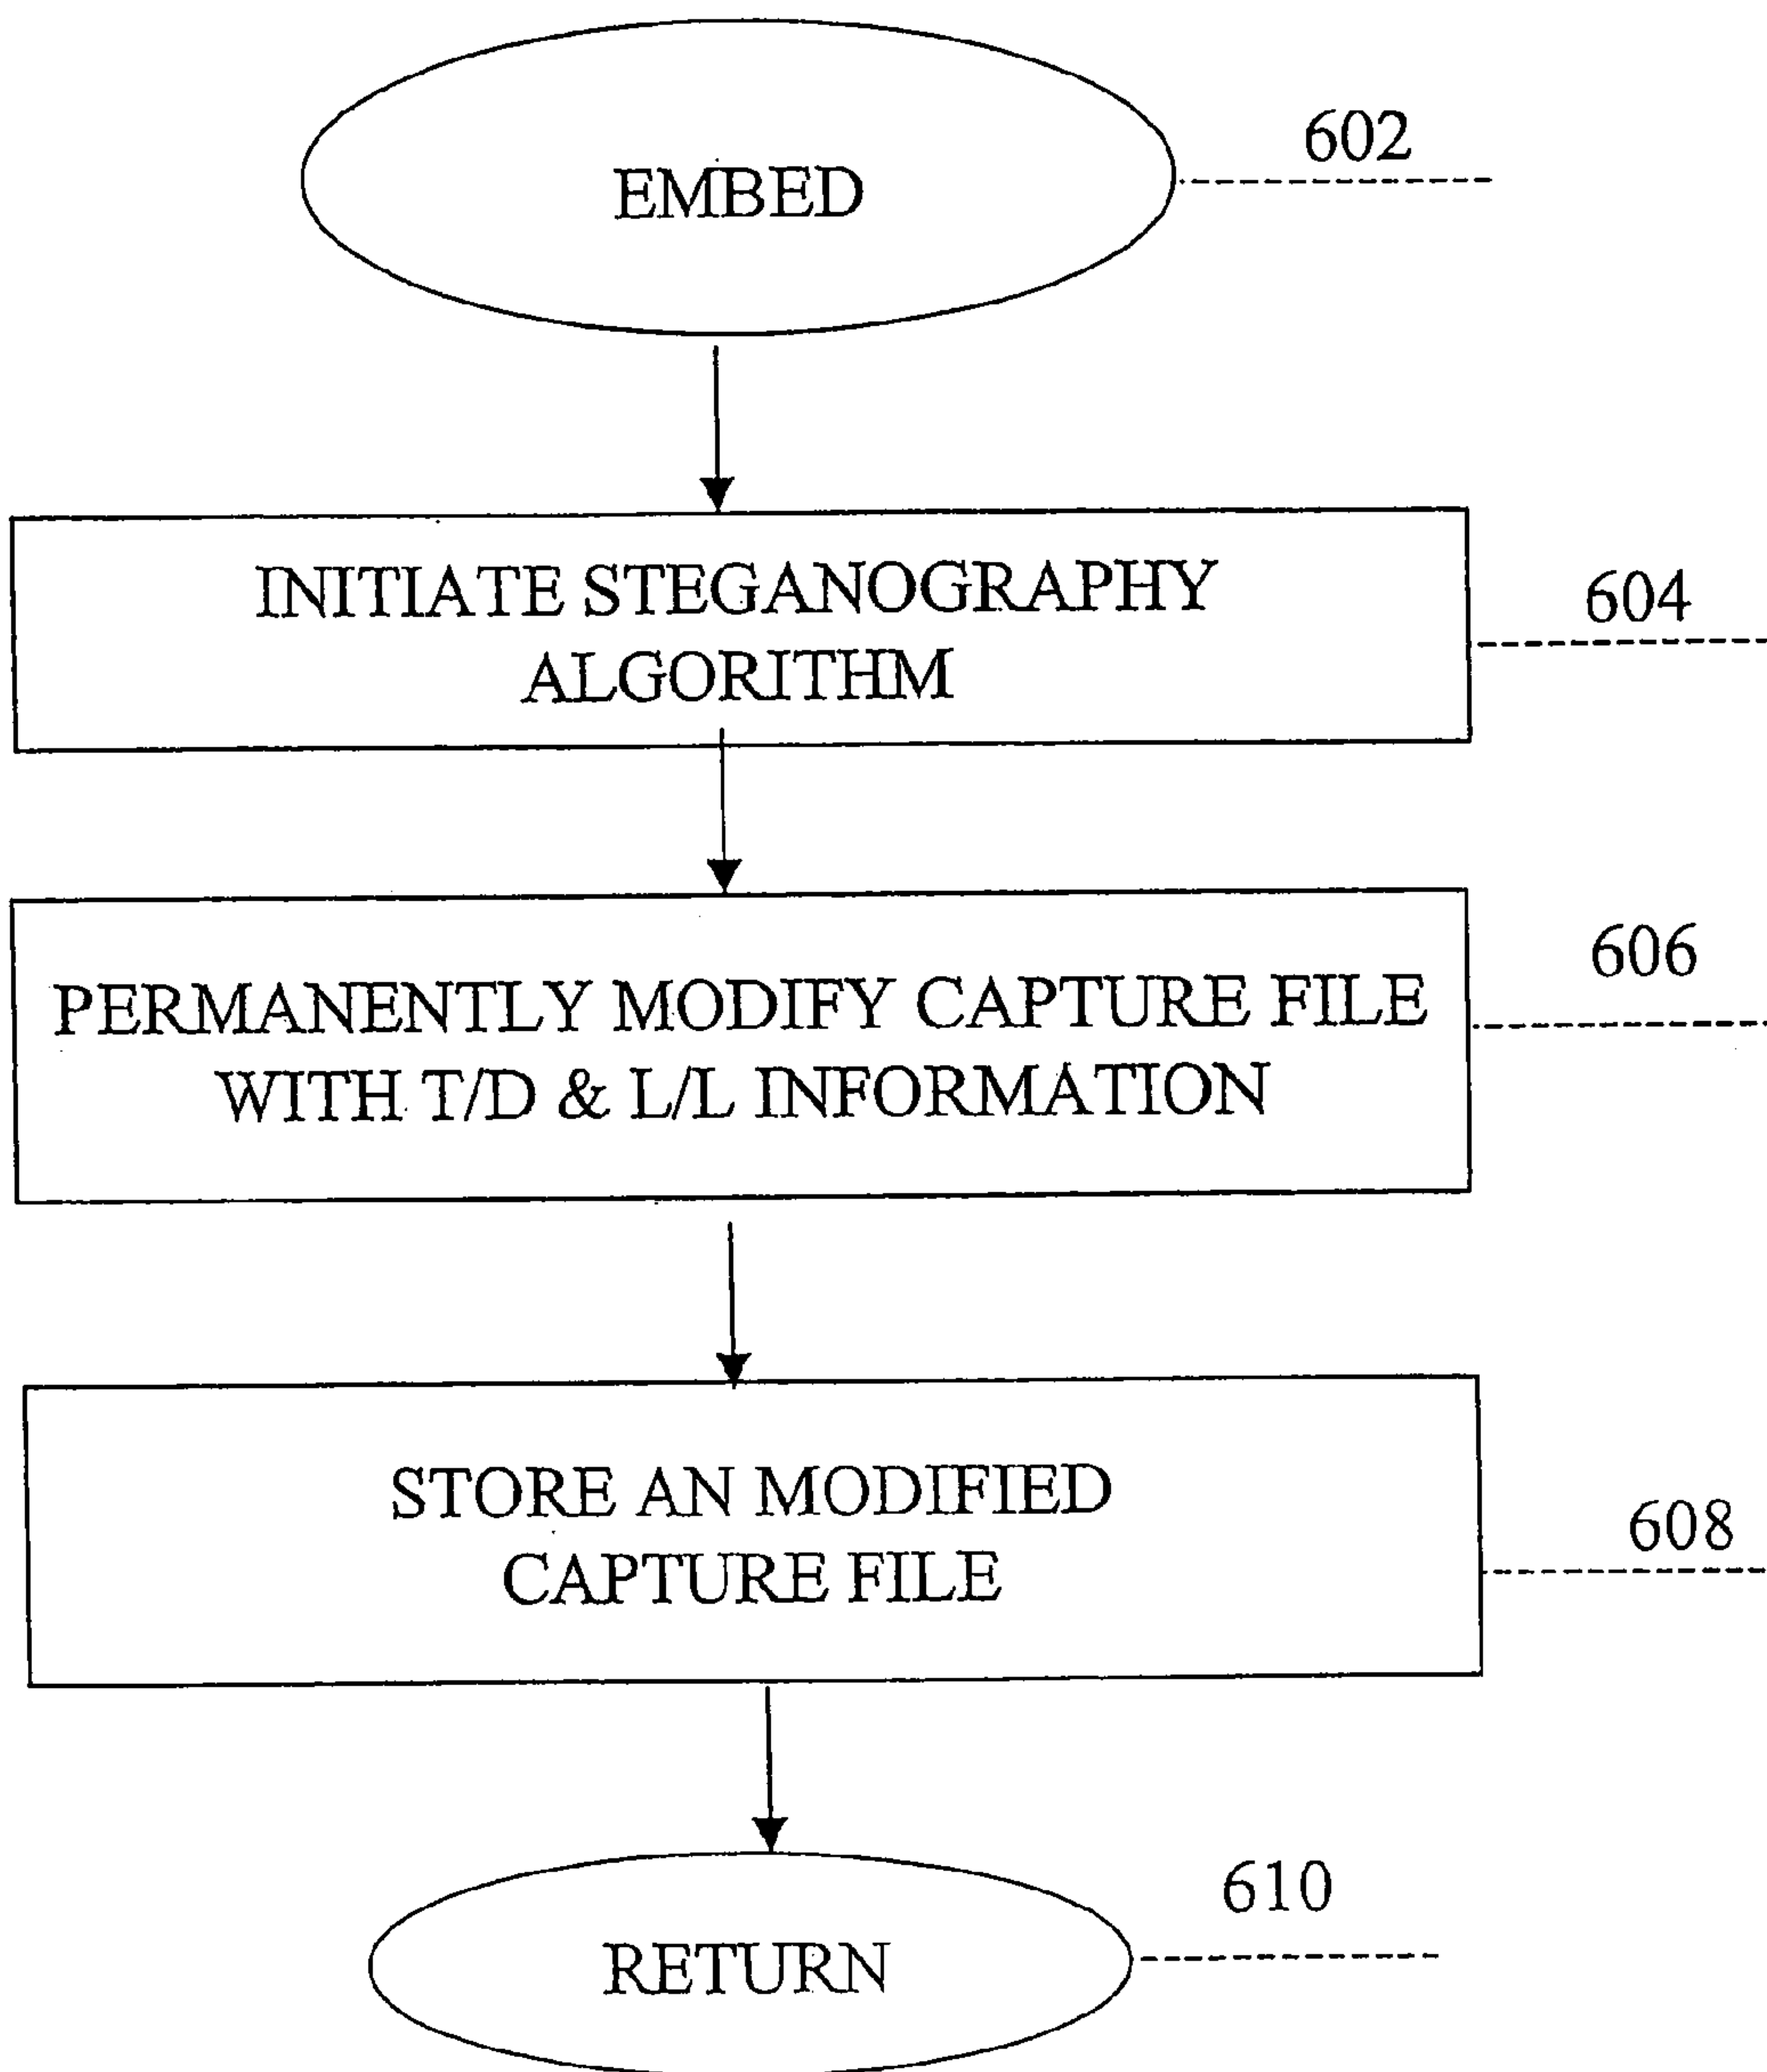 EMBED
602
INITIATE STEGANOGRAPHY
ALGORITHM
604
PERMANENTLY MODIFY CAPTURE FILE
WITH T/D & L/L INFORMATION
606
STORE AN MODIFIED
CAPTURE FILE
608
RETURN
610